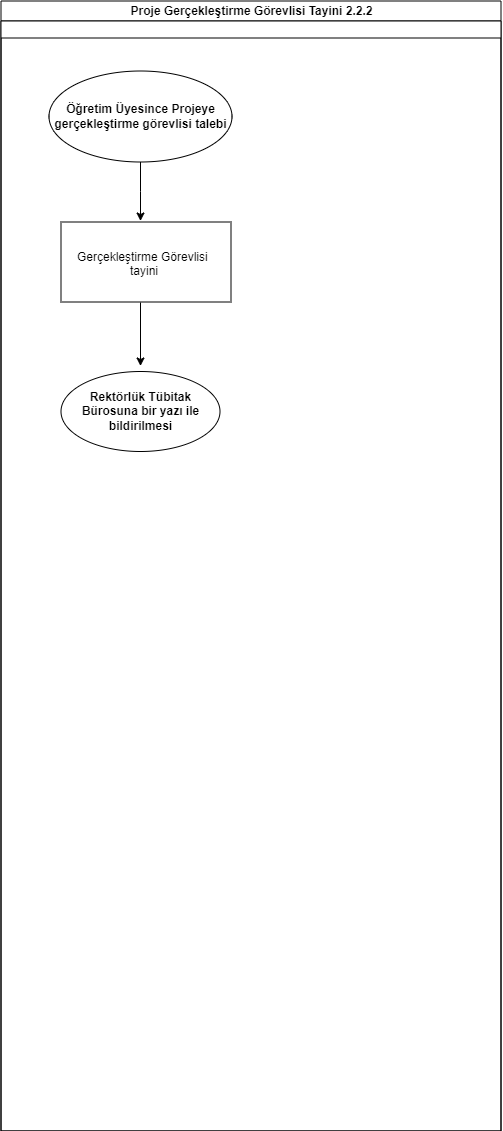 Proje Gerçekleştirme Görevlisi Tayini 2.2.2
Öğretim Üyesince Projeye
gerçekleştirme görevlisi talebi
Gerçekleştirme Görevlisi
tayini
Rektörlük Tübitak
Bürosuna bir yazı ile
bildirilmesi